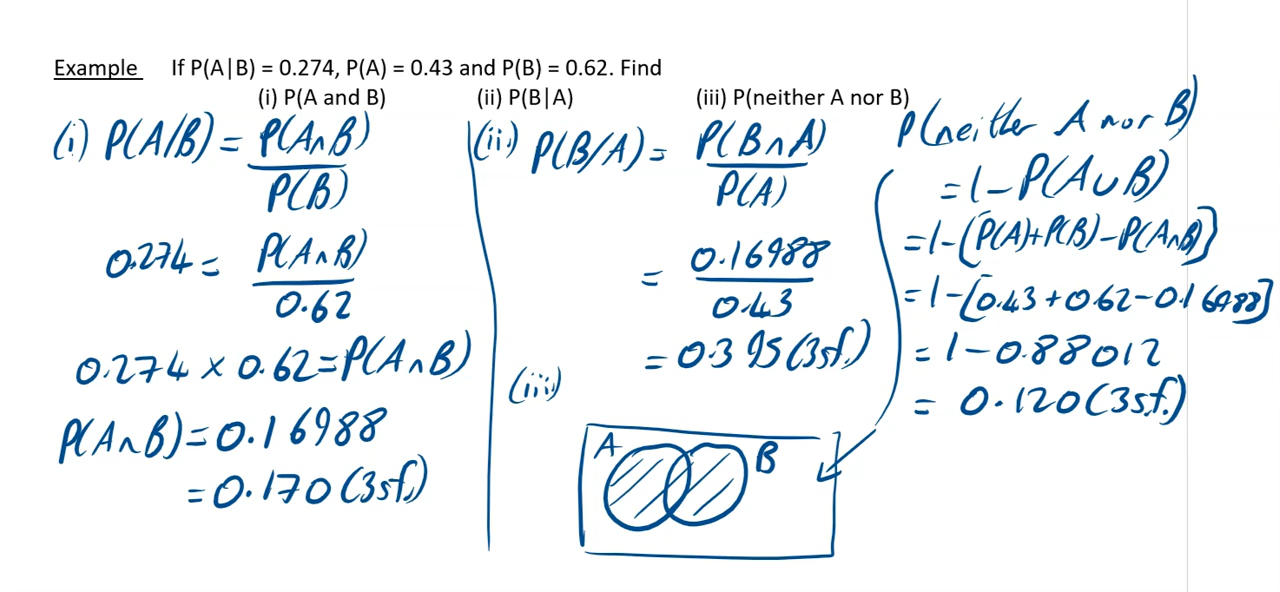 Example If P(A|B) = 0.274, P(A) = 0.43 and P(B) = 0.62. Find
(i) P(A and B) (ii) P(B|A) (iii) P(neither A nor B)
(i) P(A/B) = P(A∩B)
P(B)
0.274 = P(A∩B)
0.62
0.274 × 0.62 = P(A∩B)
P(A∩B) = 0.16988
= 0.170 (3sf.)
(ii) P(B/A) = P(B∩A)
P(A)
= 0.16988
0.43
= 0.395 (3sf.)
(iii)
A B
P(neither A nor B)
= 1 - P(A∪B)
= 1 - [P(A) + P(B) - P(A∩B)]
= 1 - [0.43 + 0.62 - 0.16988]
= 1 - 0.88012
= 0.120 (3sf.)